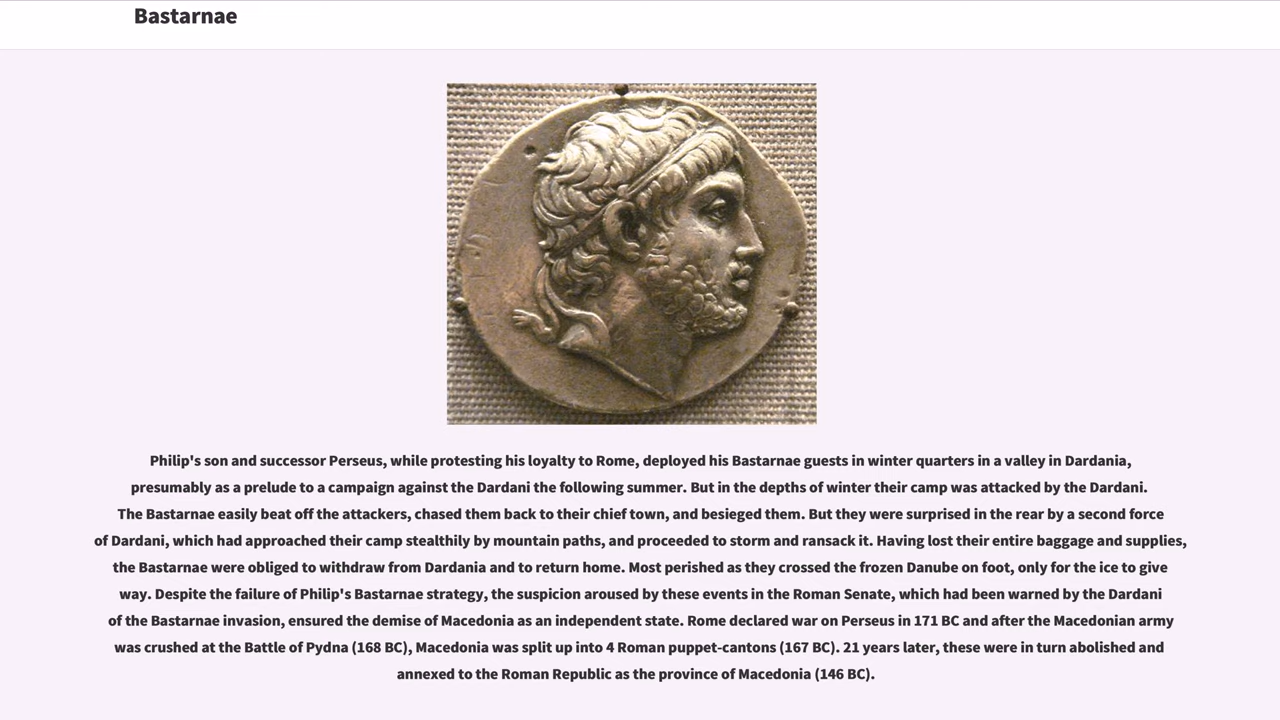 Bastarnae
Philip's son and successor Perseus, while protesting his loyalty to Rome, deployed his Bastarnae guests in winter quarters in a valley in Dardania,
presumably as a prelude to a campaign against the Dardani the following summer. But in the depths of winter their camp was attacked by the Dardani.
The Bastarnae easily beat off the attackers, chased them back to their chief town, and besieged them. But they were surprised in the rear by a second force
of Dardani, which had approached their camp stealthily by mountain paths, and proceeded to storm and ransack it. Having lost their entire baggage and supplies,
the Bastarnae were obliged to withdraw from Dardania and to return home. Most perished as they crossed the frozen Danube on foot, only for the ice to give
way. Despite the failure of Philip's Bastarnae strategy, the suspicion aroused by these events in the Roman Senate, which had been warned by the Dardani
of the Bastarnae invasion, ensured the demise of Macedonia as an independent state. Rome declared war on Perseus in 171 BC and after the Macedonian army
was crushed at the Battle of Pydna (168 BC), Macedonia was split up into 4 Roman puppet-cantons (167 BC). 21 years later, these were in turn abolished and
annexed to the Roman Republic as the province of Macedonia (146 BC).